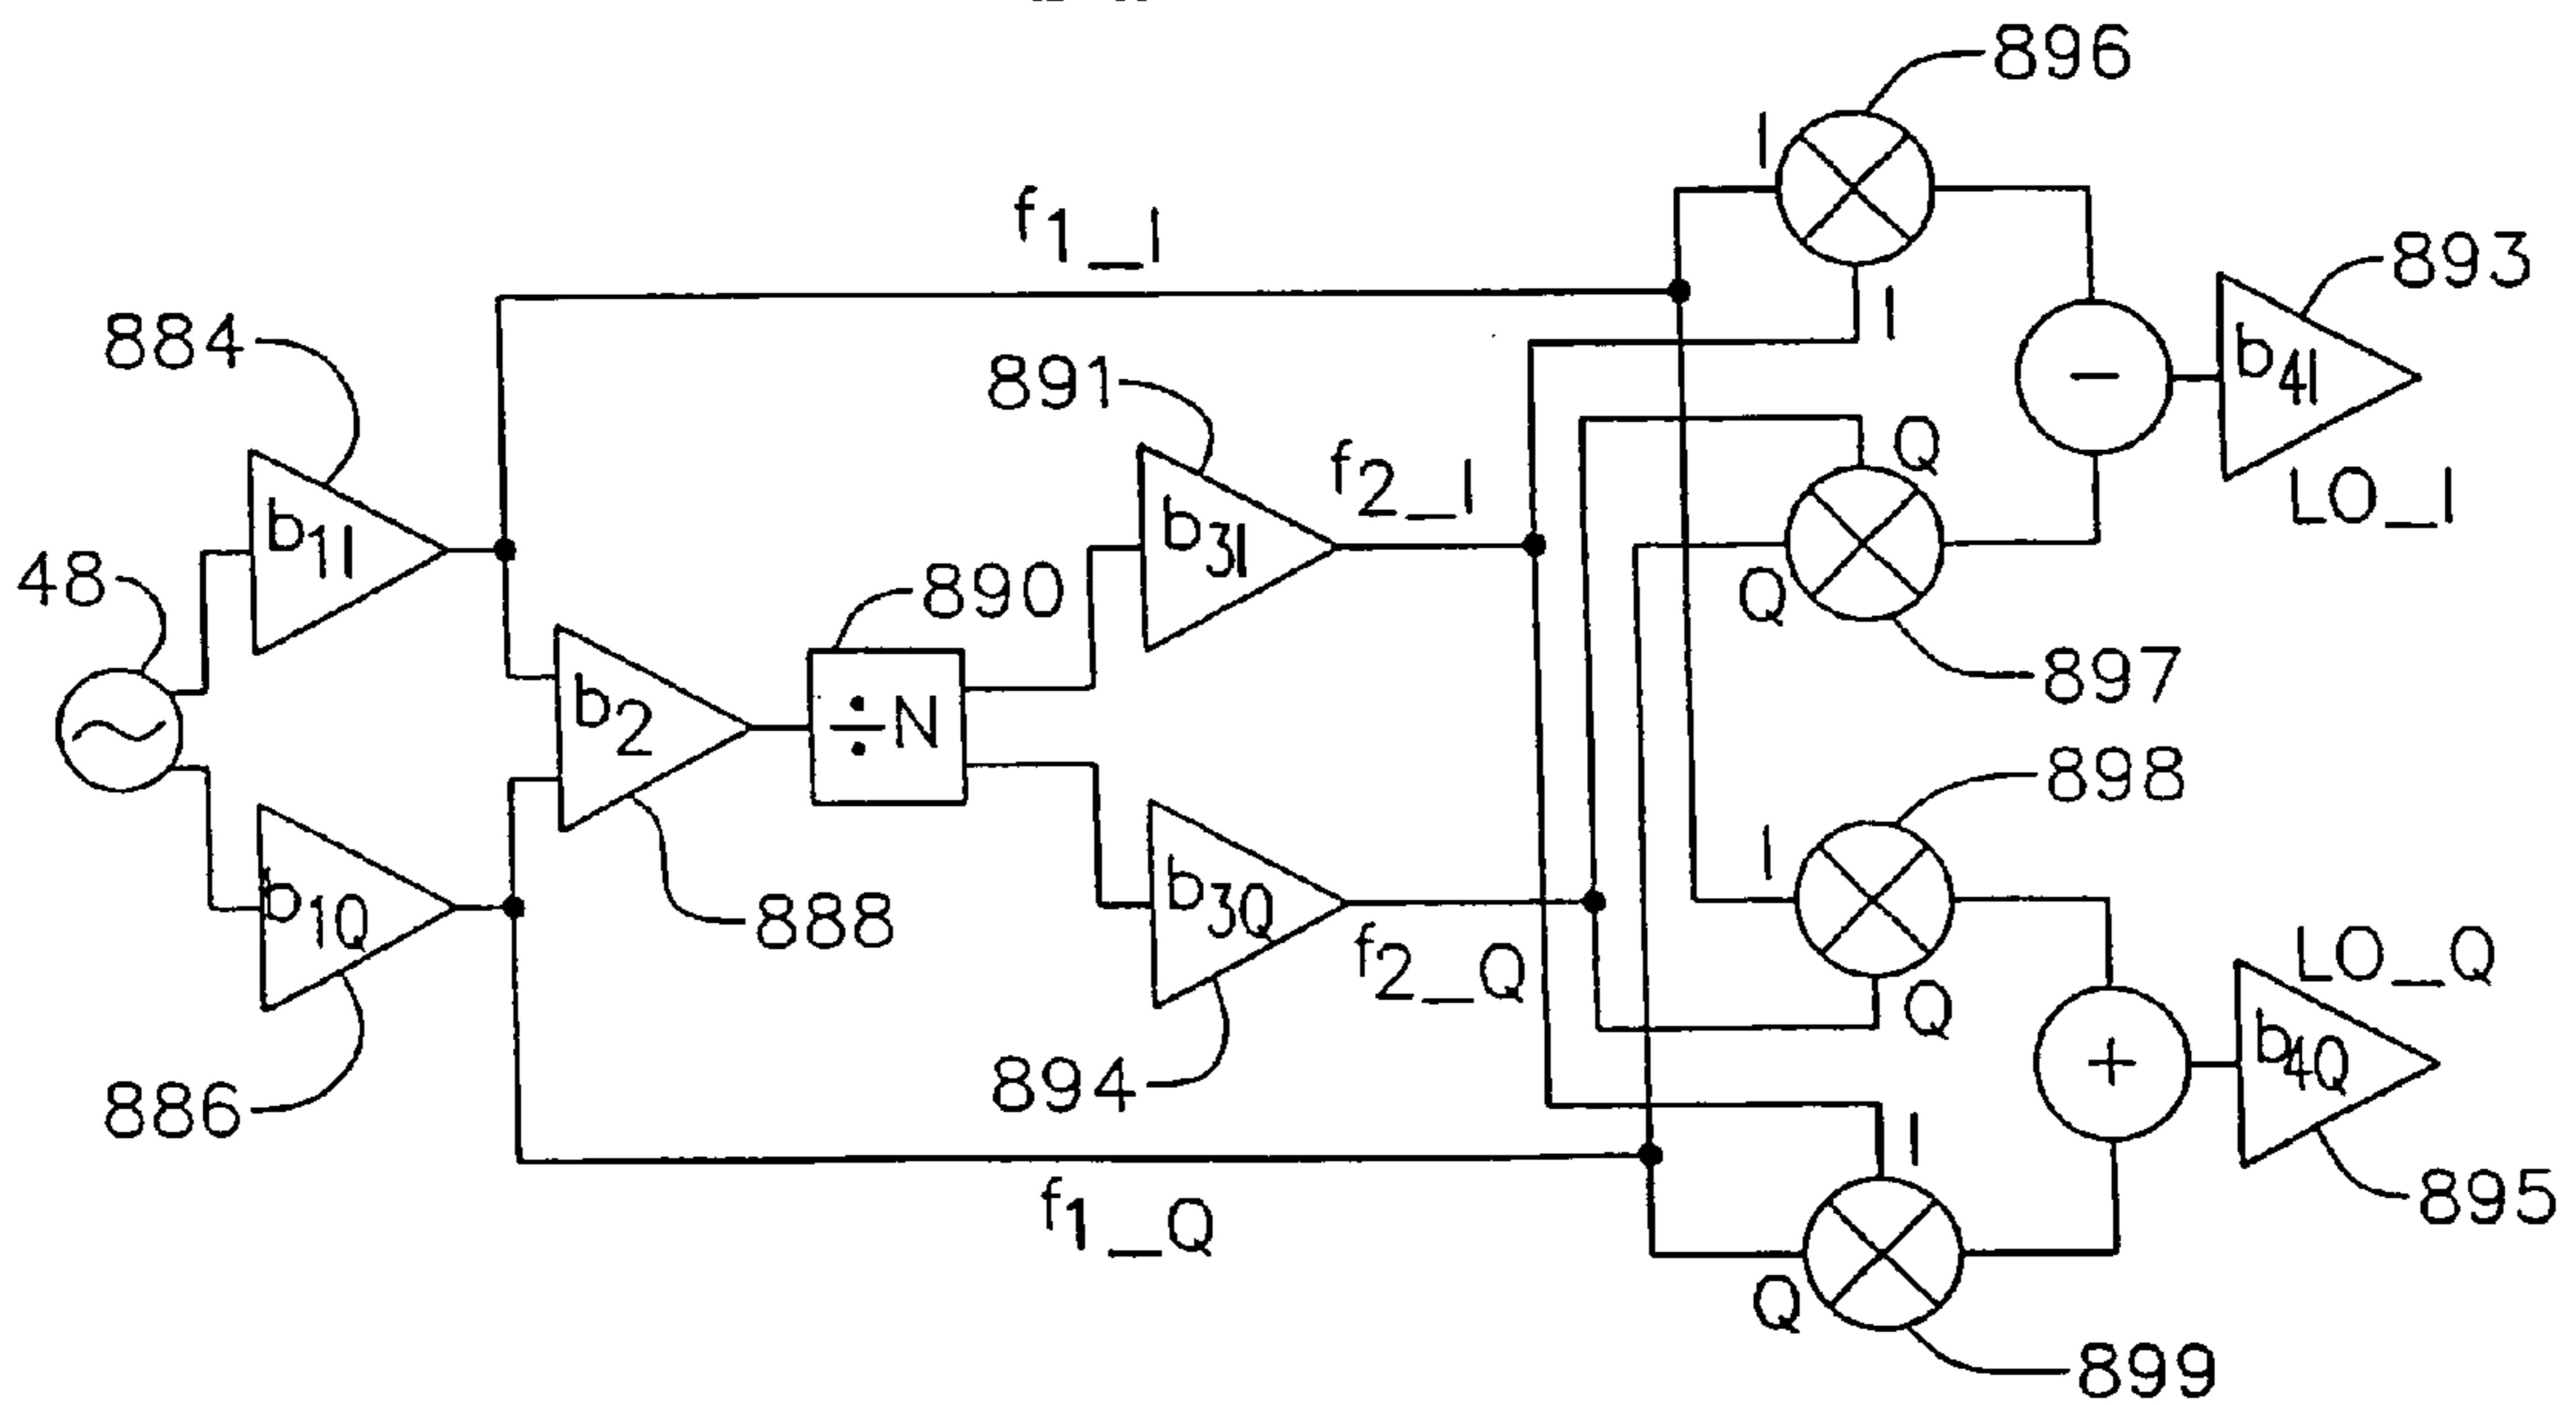 896
I
f1_I
893
884
I
891
b4I
Q
f2_I
LO_I
b1I
b3I
48
890
Q
897
b2
÷N
−
898
I
b3Q
888
b1Q
LO_Q
f2_Q
Q
b4Q
+
894
886
I
895
f1_Q
Q
899